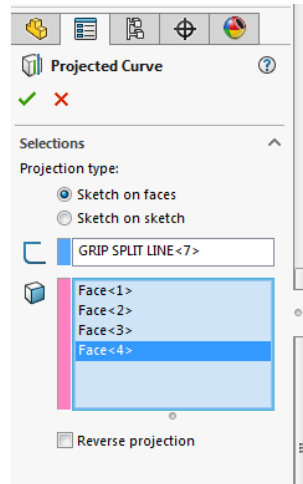 Projected Curve
Selections
Projection type:
Sketch on faces
Sketch on sketch
GRIP SPLIT LINE<7>
Face<1>
Face<2>
Face<3>
Face<4>
Reverse projection